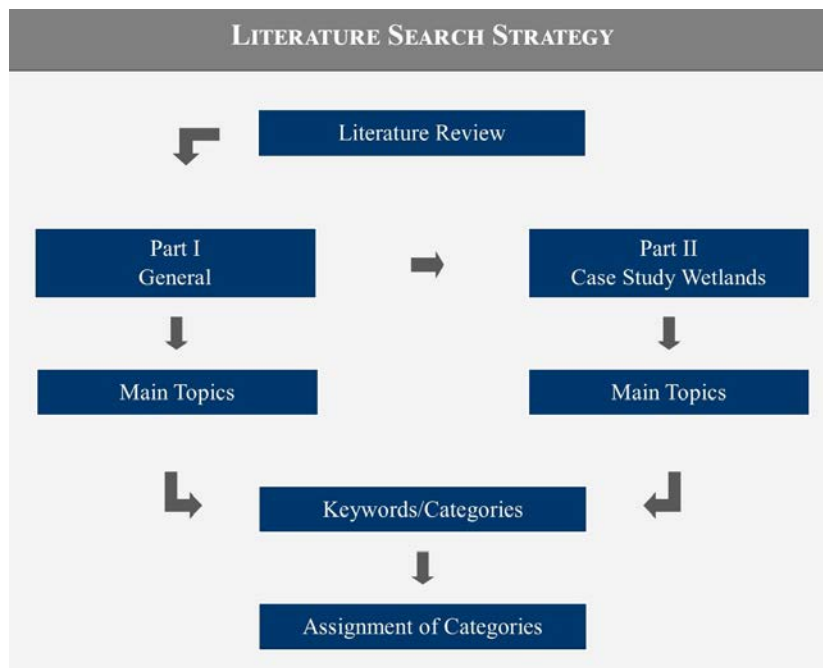 LITERATURE SEARCH STRATEGY
Literature Review
Part I
General
Part II
Case Study Wetlands
Main Topics
Main Topics
Keywords/Categories
Assignment of Categories